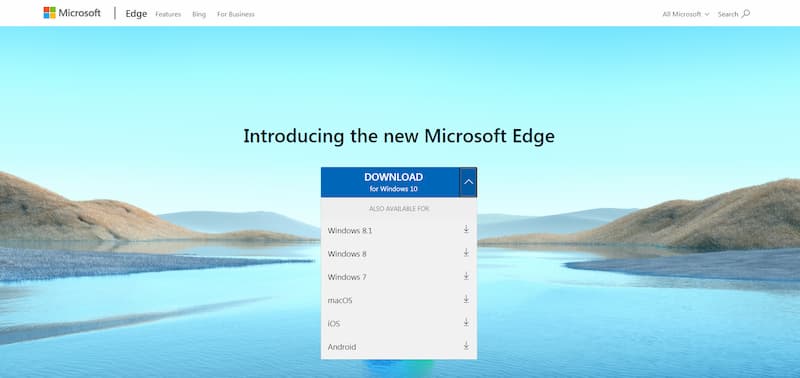 Microsoft Edge Features Bing For Business All Microsoft Search
Introducing the new Microsoft Edge
DOWNLOAD
for Windows 10
ALSO AVAILABLE FOR
Windows 8.1
Windows 8
Windows 7
macOS
iOS
Android